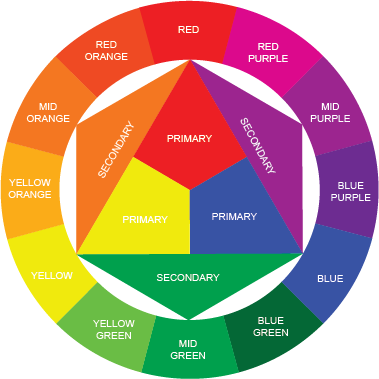 RED
RED
PURPLE
MID
PURPLE
BLUE
PURPLE
BLUE
BLUE
GREEN
MID
GREEN
YELLOW
GREEN
YELLOW
YELLOW
ORANGE
MID
ORANGE
RED
ORANGE
PRIMARY
PRIMARY
PRIMARY
SECONDARY
SECONDARY
SECONDARY